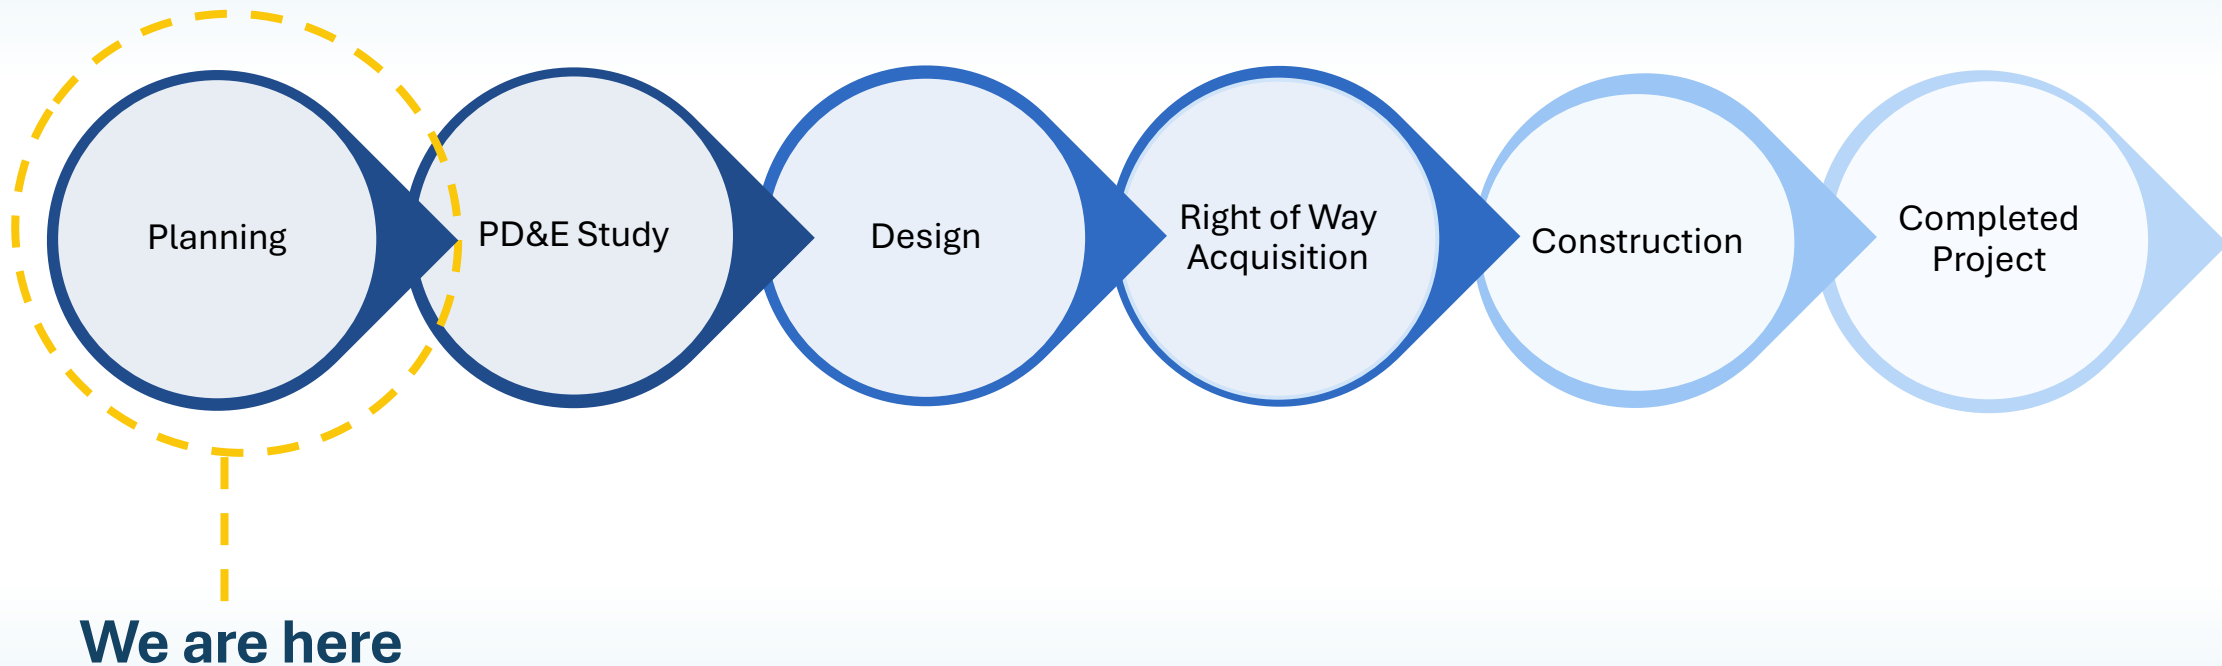 Planning
PD&E Study
Design
Right of Way
Acquisition
Construction
Completed
Project
We are here